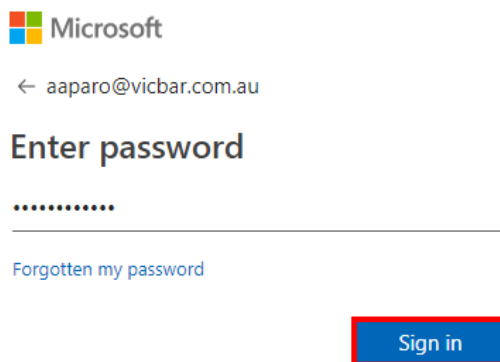 Microsoft
← aaparo@vicbar.com.au
Enter password
••••••••••••
Forgotten my password
Sign in